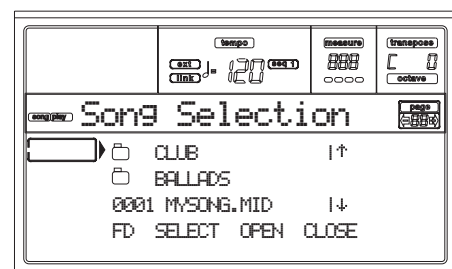 tempo measure transpose
ext link ♩= 120 seq 1 888 C 0
octave
song play Song Selection page 88
CLUB |↑
BALLADS
0001 MYSONG.MID |↓
FD SELECT OPEN CLOSE